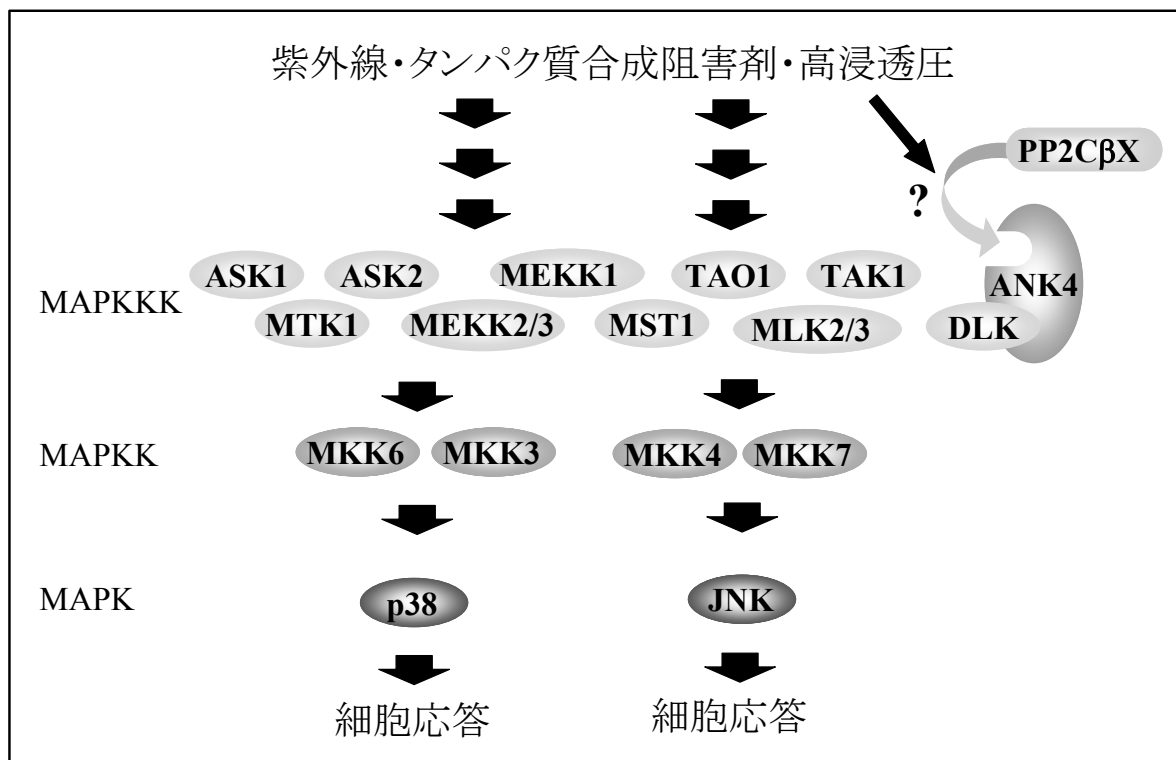 紫外線・タンパク質合成阻害剤・高浸透圧
PP2CβX
?
ASK1 ASK2 MEKK1 TAO1 TAK1 ANK4
MAPKKK
MTK1 MEKK2/3 MST1 MLK2/3 DLK
MAPKK MKK6 MKK3 MKK4 MKK7
MAPK p38 JNK
細胞応答 細胞応答